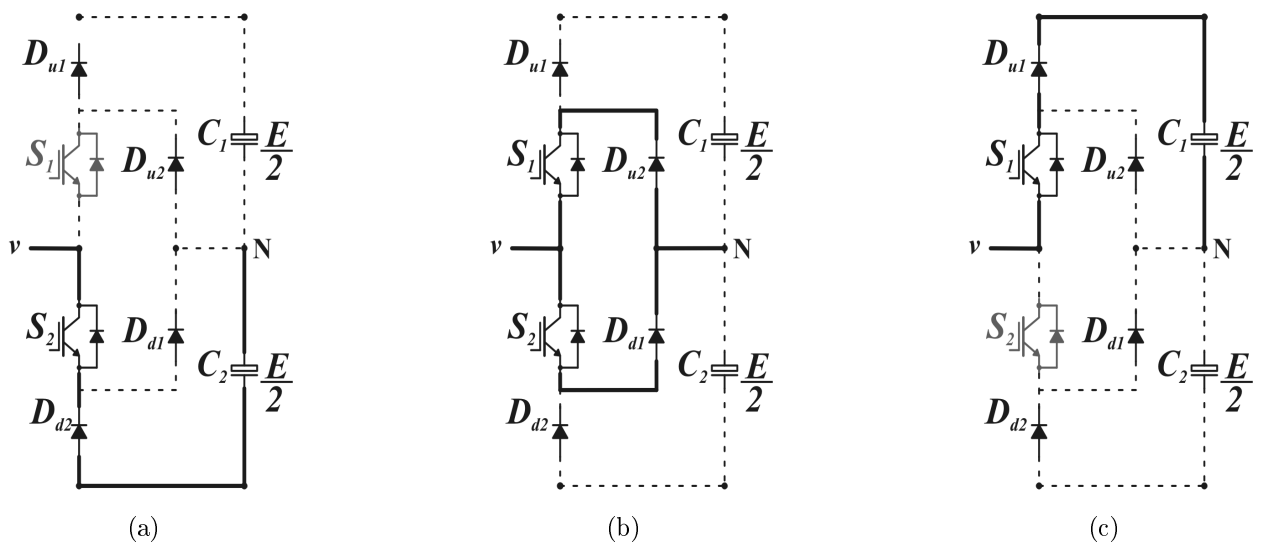 D_u1
S_1
D_u2
C_1 E/2
v
N
S_2
D_d1
C_2 E/2
D_d2
(a)
D_u1
S_1
D_u2
C_1 E/2
v
N
S_2
D_d1
C_2 E/2
D_d2
(b)
D_u1
S_1
D_u2
C_1 E/2
v
N
S_2
D_d1
C_2 E/2
D_d2
(c)